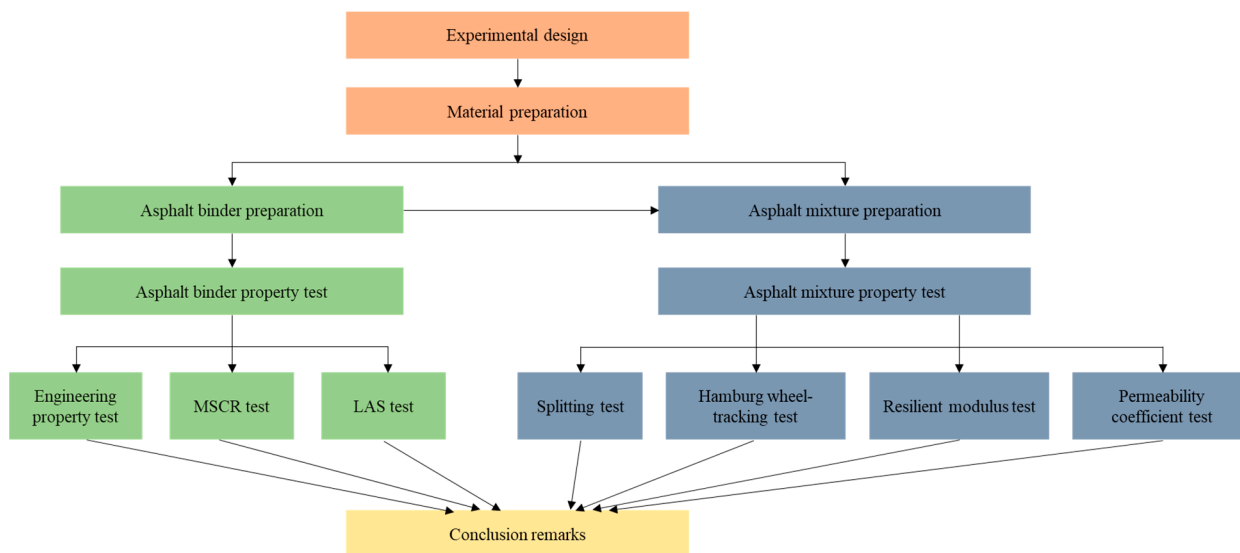 Experimental design
Material preparation
Asphalt binder preparation
Asphalt mixture preparation
Asphalt binder property test
Asphalt mixture property test
Engineering
property test
MSCR test
LAS test
Splitting test
Hamburg wheel-
tracking test
Resilient modulus test
Permeability
coefficient test
Conclusion remarks